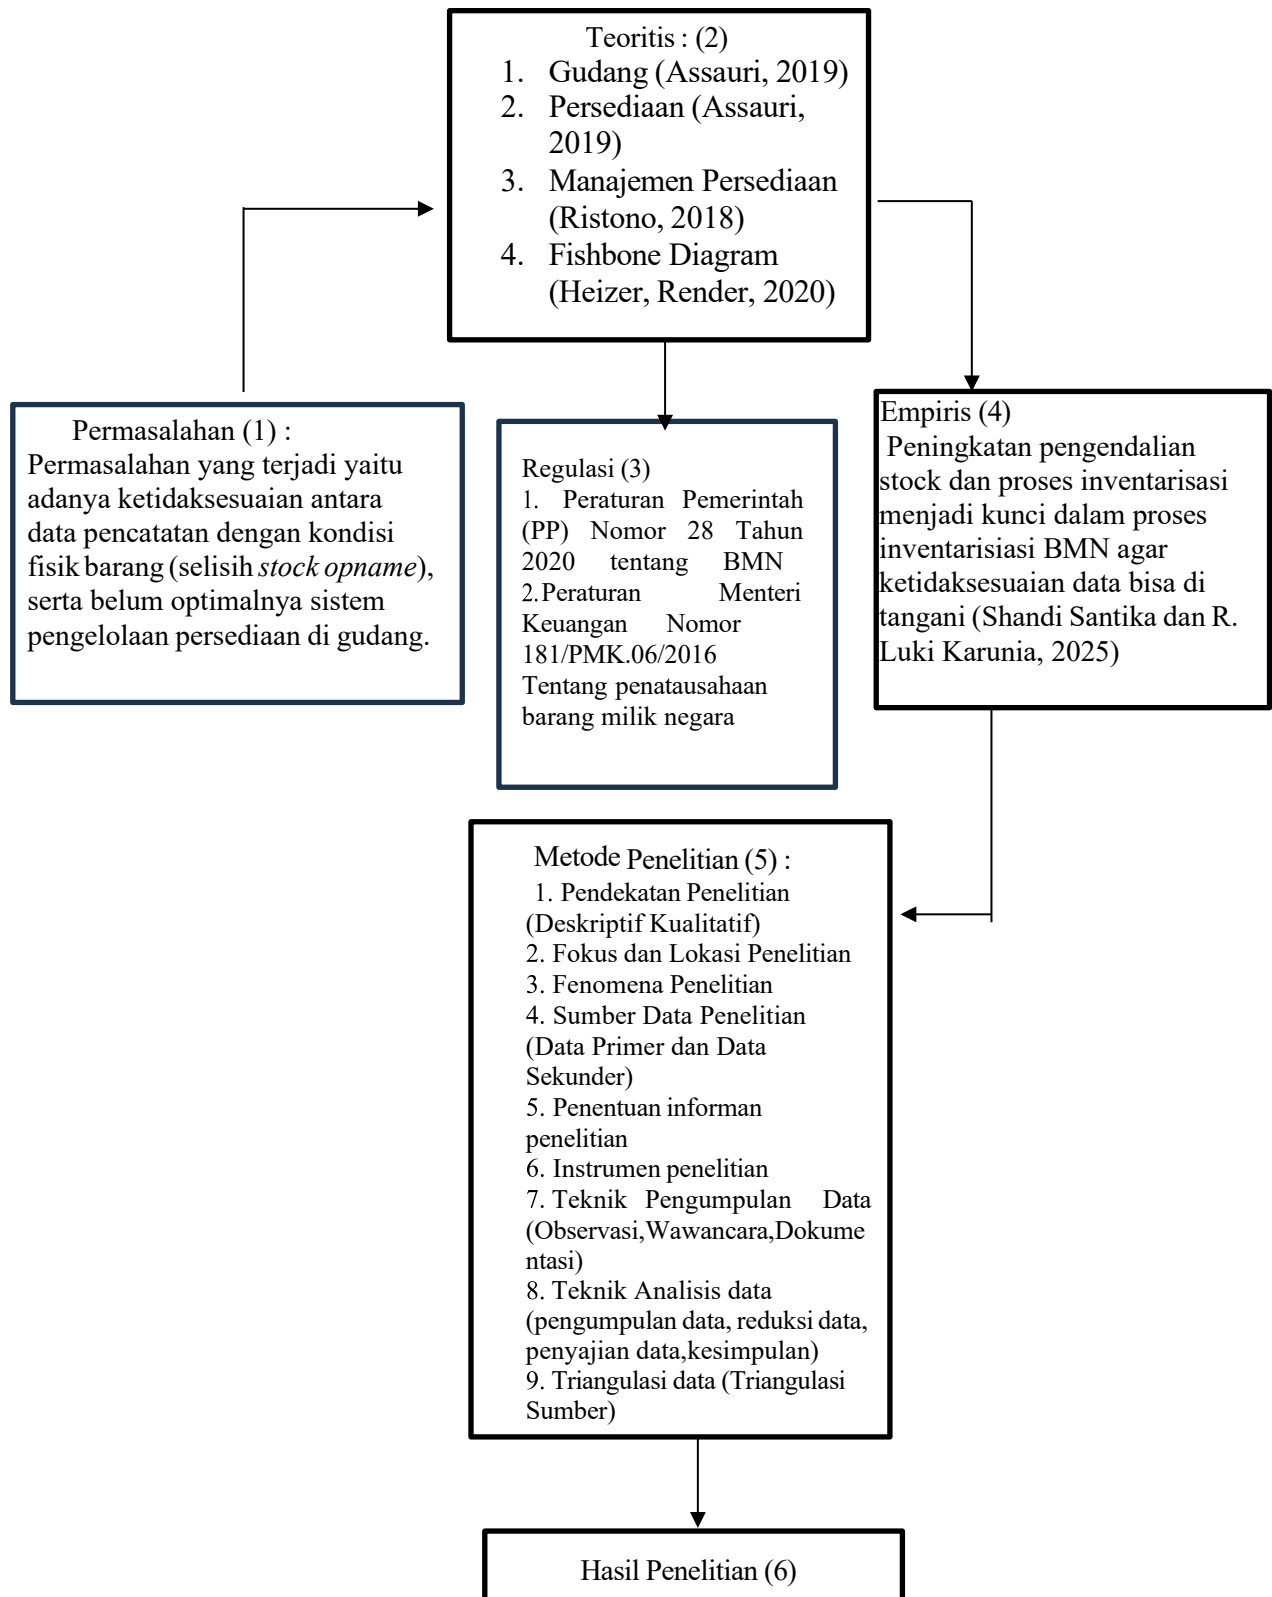 Teoritis : (2)
1. Gudang (Assauri, 2019)
2. Persediaan (Assauri,
2019)
3. Manajemen Persediaan
(Ristono, 2018)
4. Fishbone Diagram
(Heizer, Render, 2020)
Permasalahan (1) :
Permasalahan yang terjadi yaitu
adanya ketidaksesuaian antara
data pencatatan dengan kondisi
fisik barang (selisih stock opname),
serta belum optimalnya sistem
pengelolaan persediaan di gudang.
Regulasi (3)
1. Peraturan Pemerintah
(PP) Nomor 28 Tahun
2020 tentang BMN
2.Peraturan Menteri
Keuangan Nomor
181/PMK.06/2016
Tentang penatausahaan
barang milik negara
Empiris (4)
Peningkatan pengendalian
stock dan proses inventarisasi
menjadi kunci dalam proses
inventarisiasi BMN agar
ketidaksesuaian data bisa di
tangani (Shandi Santika dan R.
Luki Karunia, 2025)
Metode Penelitian (5) :
1. Pendekatan Penelitian
(Deskriptif Kualitatif)
2. Fokus dan Lokasi Penelitian
3. Fenomena Penelitian
4. Sumber Data Penelitian
(Data Primer dan Data
Sekunder)
5. Penentuan informan
penelitian
6. Instrumen penelitian
7. Teknik Pengumpulan Data
(Observasi,Wawancara,Dokume
ntasi)
8. Teknik Analisis data
(pengumpulan data, reduksi data,
penyajian data,kesimpulan)
9. Triangulasi data (Triangulasi
Sumber)
Hasil Penelitian (6)